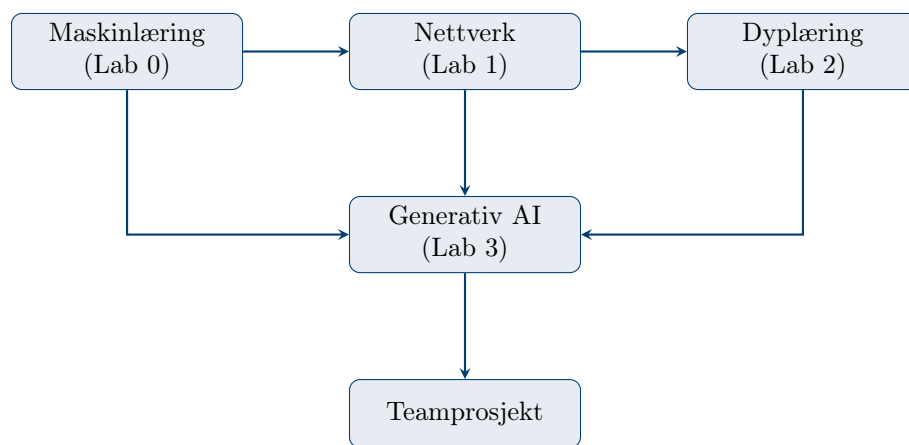 Maskinlæring
(Lab 0)
Nettverk
(Lab 1)
Dyplæring
(Lab 2)
Generativ AI
(Lab 3)
Teamprosjekt